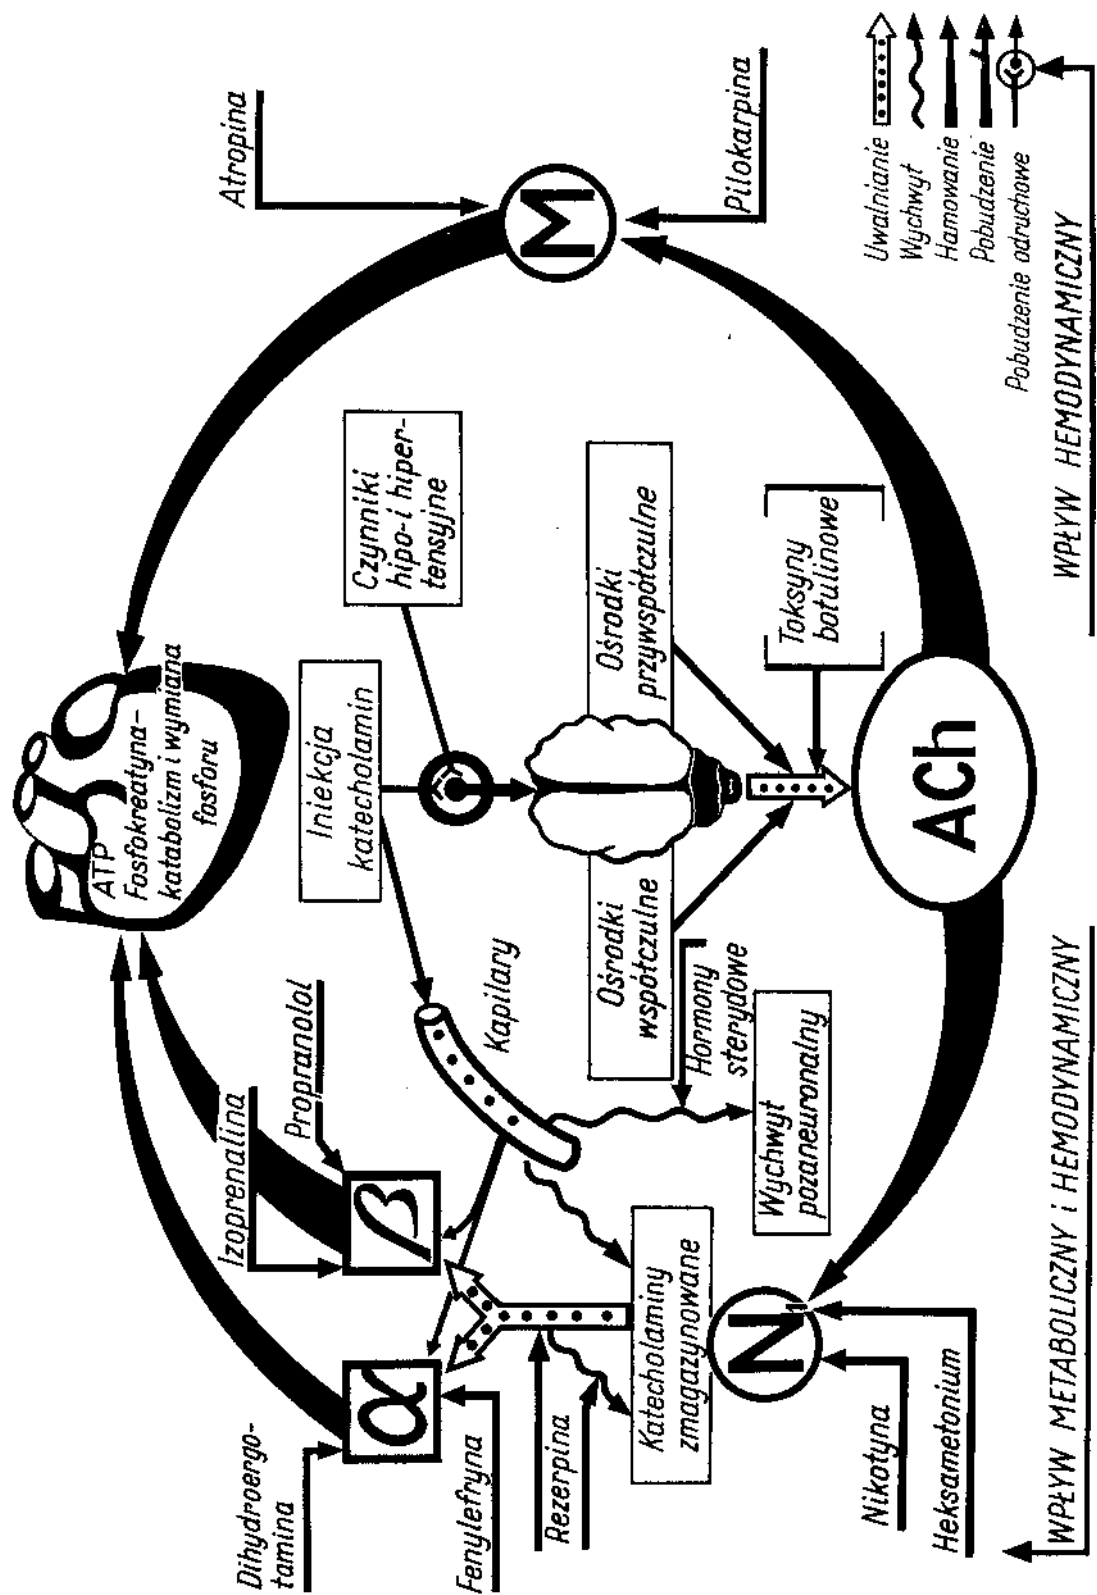 ATP
Fosfokreatyna–
katabolizm i wymiana
fosforu
Dihydroergo-
tamina
Izoprenalina
Propranolol
Atropina
α
β
Fenylefryna
Iniekcja
katecholamin
Czynniki
hipo- i hiper-
tensyjne
Kapilary
M
Rezerpina
Katecholaminy
zmagazynowane
Ośrodki
współczulne
Ośrodki
przywspółczulne
Hormony
sterydowe
Wychwyt
pozaneuronalny
Toksyny
botulinowe
Pilokarpina
N₁
Nikotyna
Heksametonium
ACh
Uwalnianie
Wychwyt
Hamowanie
Pobudzenie
Pobudzenie odruchowe
WPŁYW METABOLICZNY i HEMODYNAMICZNY
WPŁYW HEMODYNAMICZNY